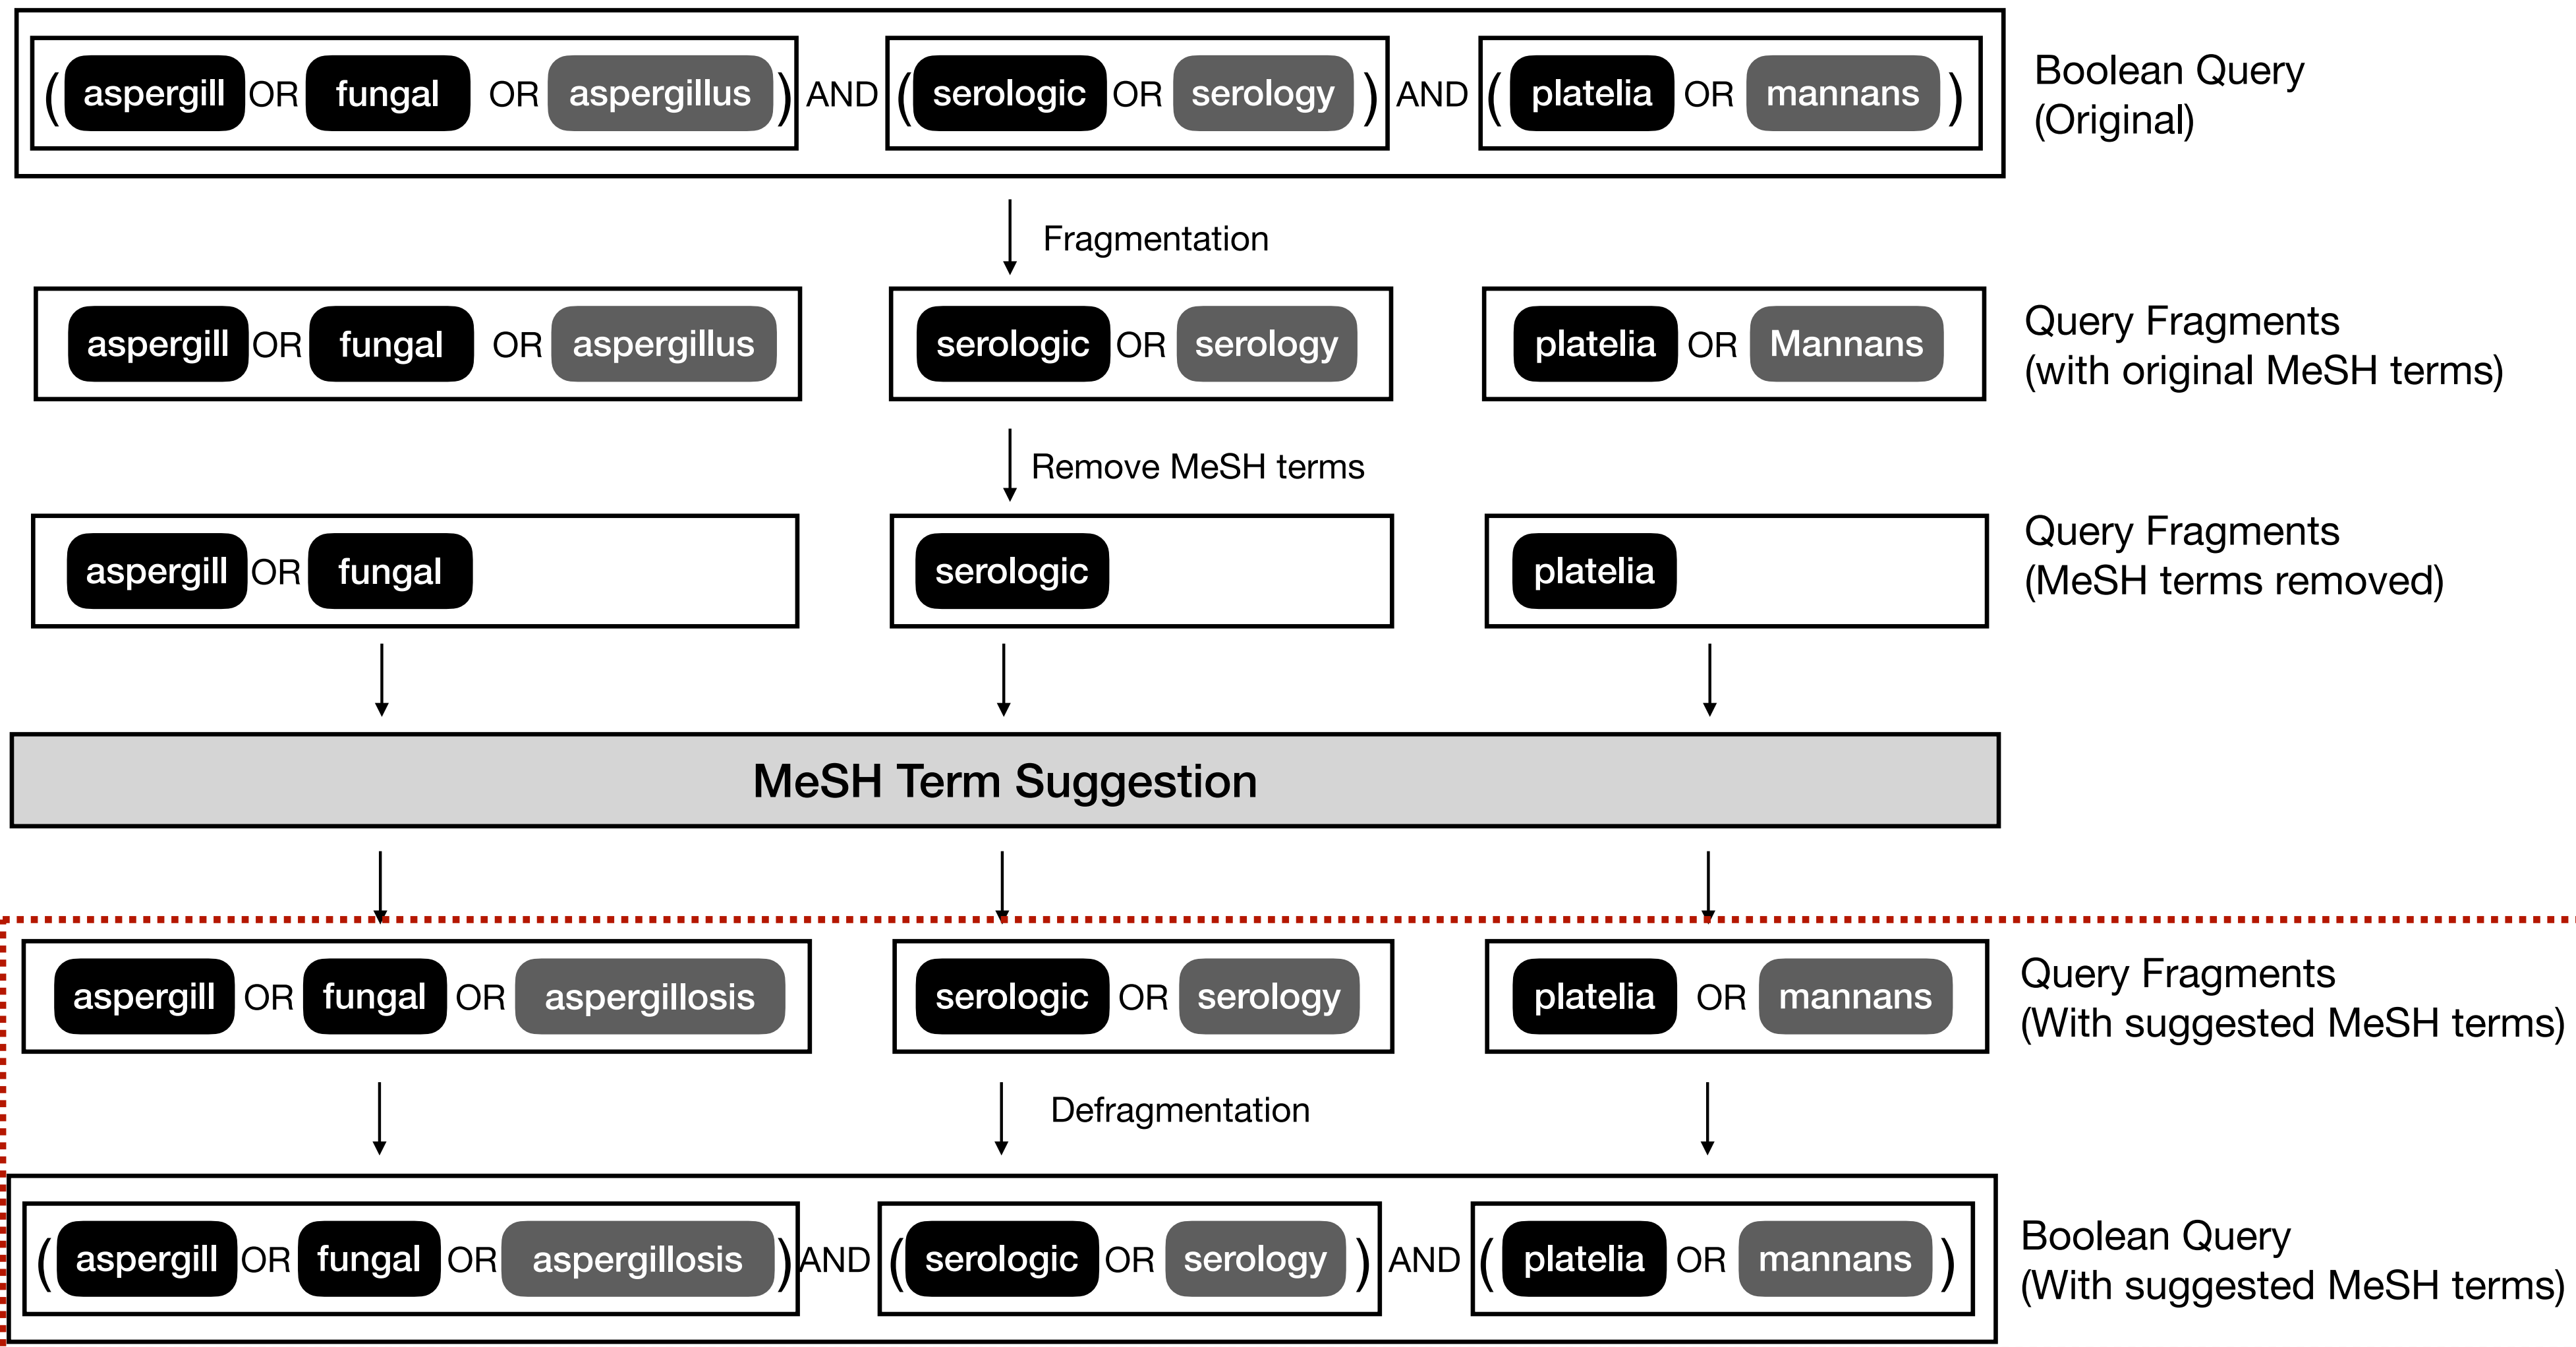 (aspergill OR fungal OR aspergillus) AND (serologic OR serology) AND (platelia OR mannans)
Boolean Query
(Original)
Fragmentation
aspergill OR fungal OR aspergillus
serologic OR serology
platelia OR Mannans
Query Fragments
(with original MeSH terms)
Remove MeSH terms
aspergill OR fungal
serologic
platelia
Query Fragments
(MeSH terms removed)
MeSH Term Suggestion
aspergill OR fungal OR aspergillosis
serologic OR serology
platelia OR mannans
Query Fragments
(With suggested MeSH terms)
Defragmentation
(aspergill OR fungal OR aspergillosis) AND (serologic OR serology) AND (platelia OR mannans)
Boolean Query
(With suggested MeSH terms)